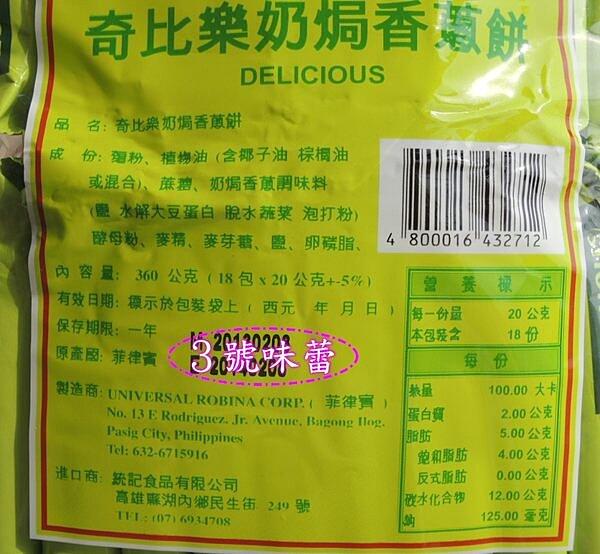 奇比樂奶焗香蔥餅
DELICIOUS
品 名: 奇比樂奶焗香蔥餅
成 份: 麵粉、植物油 (含椰子油 棕櫚油
或混合)、蔗糖、奶焗香蔥調味料
(鹽 水解大豆蛋白 脫水蔬菜 泡打粉)
酵母粉、麥精、麥芽糖、鹽、卵磷脂、
4 800016 432712
內 容 量: 360 公克 (18 包 x 20 公克+-5%)
有效日期: 標示於包裝袋上 (西元 年 月 日)
保存期限: 一年
20130203
原產國: 菲律賓
3號味蕾
製造商: UNIVERSAL ROBINA CORP. (菲律賓)
No. 13 E Rodriguez. Jr. Avenue, Bagong Ilog.
Pasig City, Philippines
Tel: 632-6715916
進口商: 統記食品有限公司
高雄縣湖內鄉民生街 249 號
TEL: (07) 6934708
營 養 標 示
每一份量 20 公克
本包裝含 18 份
每 份
熱量 100.00 大卡
蛋白質 2.00 公克
脂肪 5.00 公克
飽和脂肪 4.00 公克
反式脂肪 0.00 公克
碳水化合物 12.00 公克
鈉 125.00 毫克